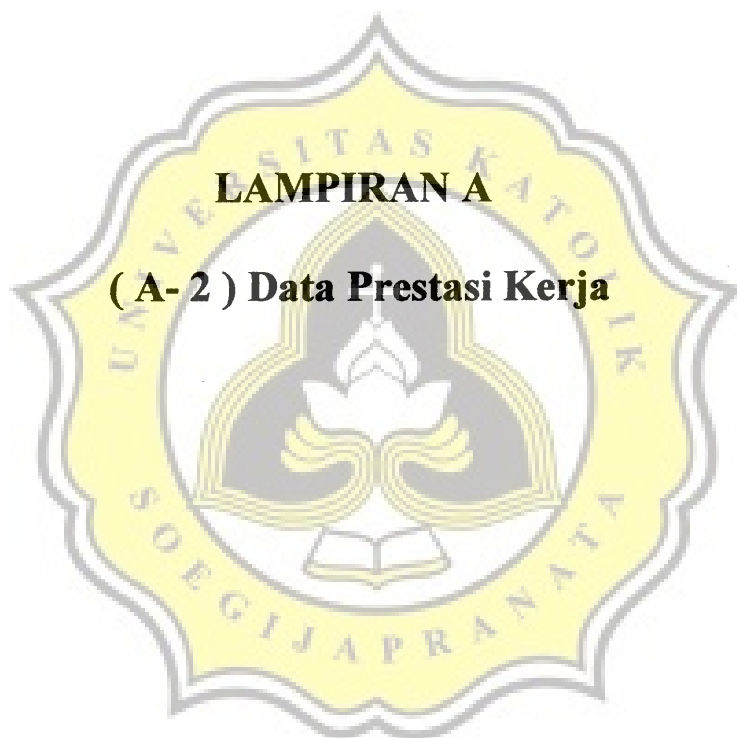 LAMPIRAN A
( A- 2 ) Data Prestasi Kerja
UNIVERSITAS KATOLIK
SOEGIJAPRANATA